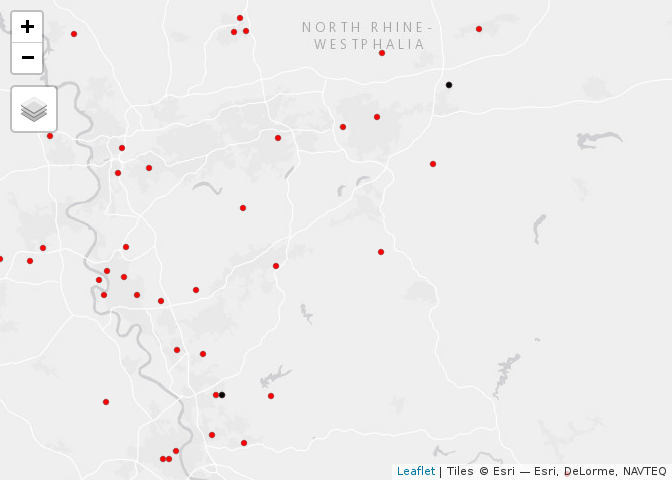 +
NORTH RHINE-
WESTPHALIA
−
Leaflet | Tiles © Esri — Esri, DeLorme, NAVTEQ